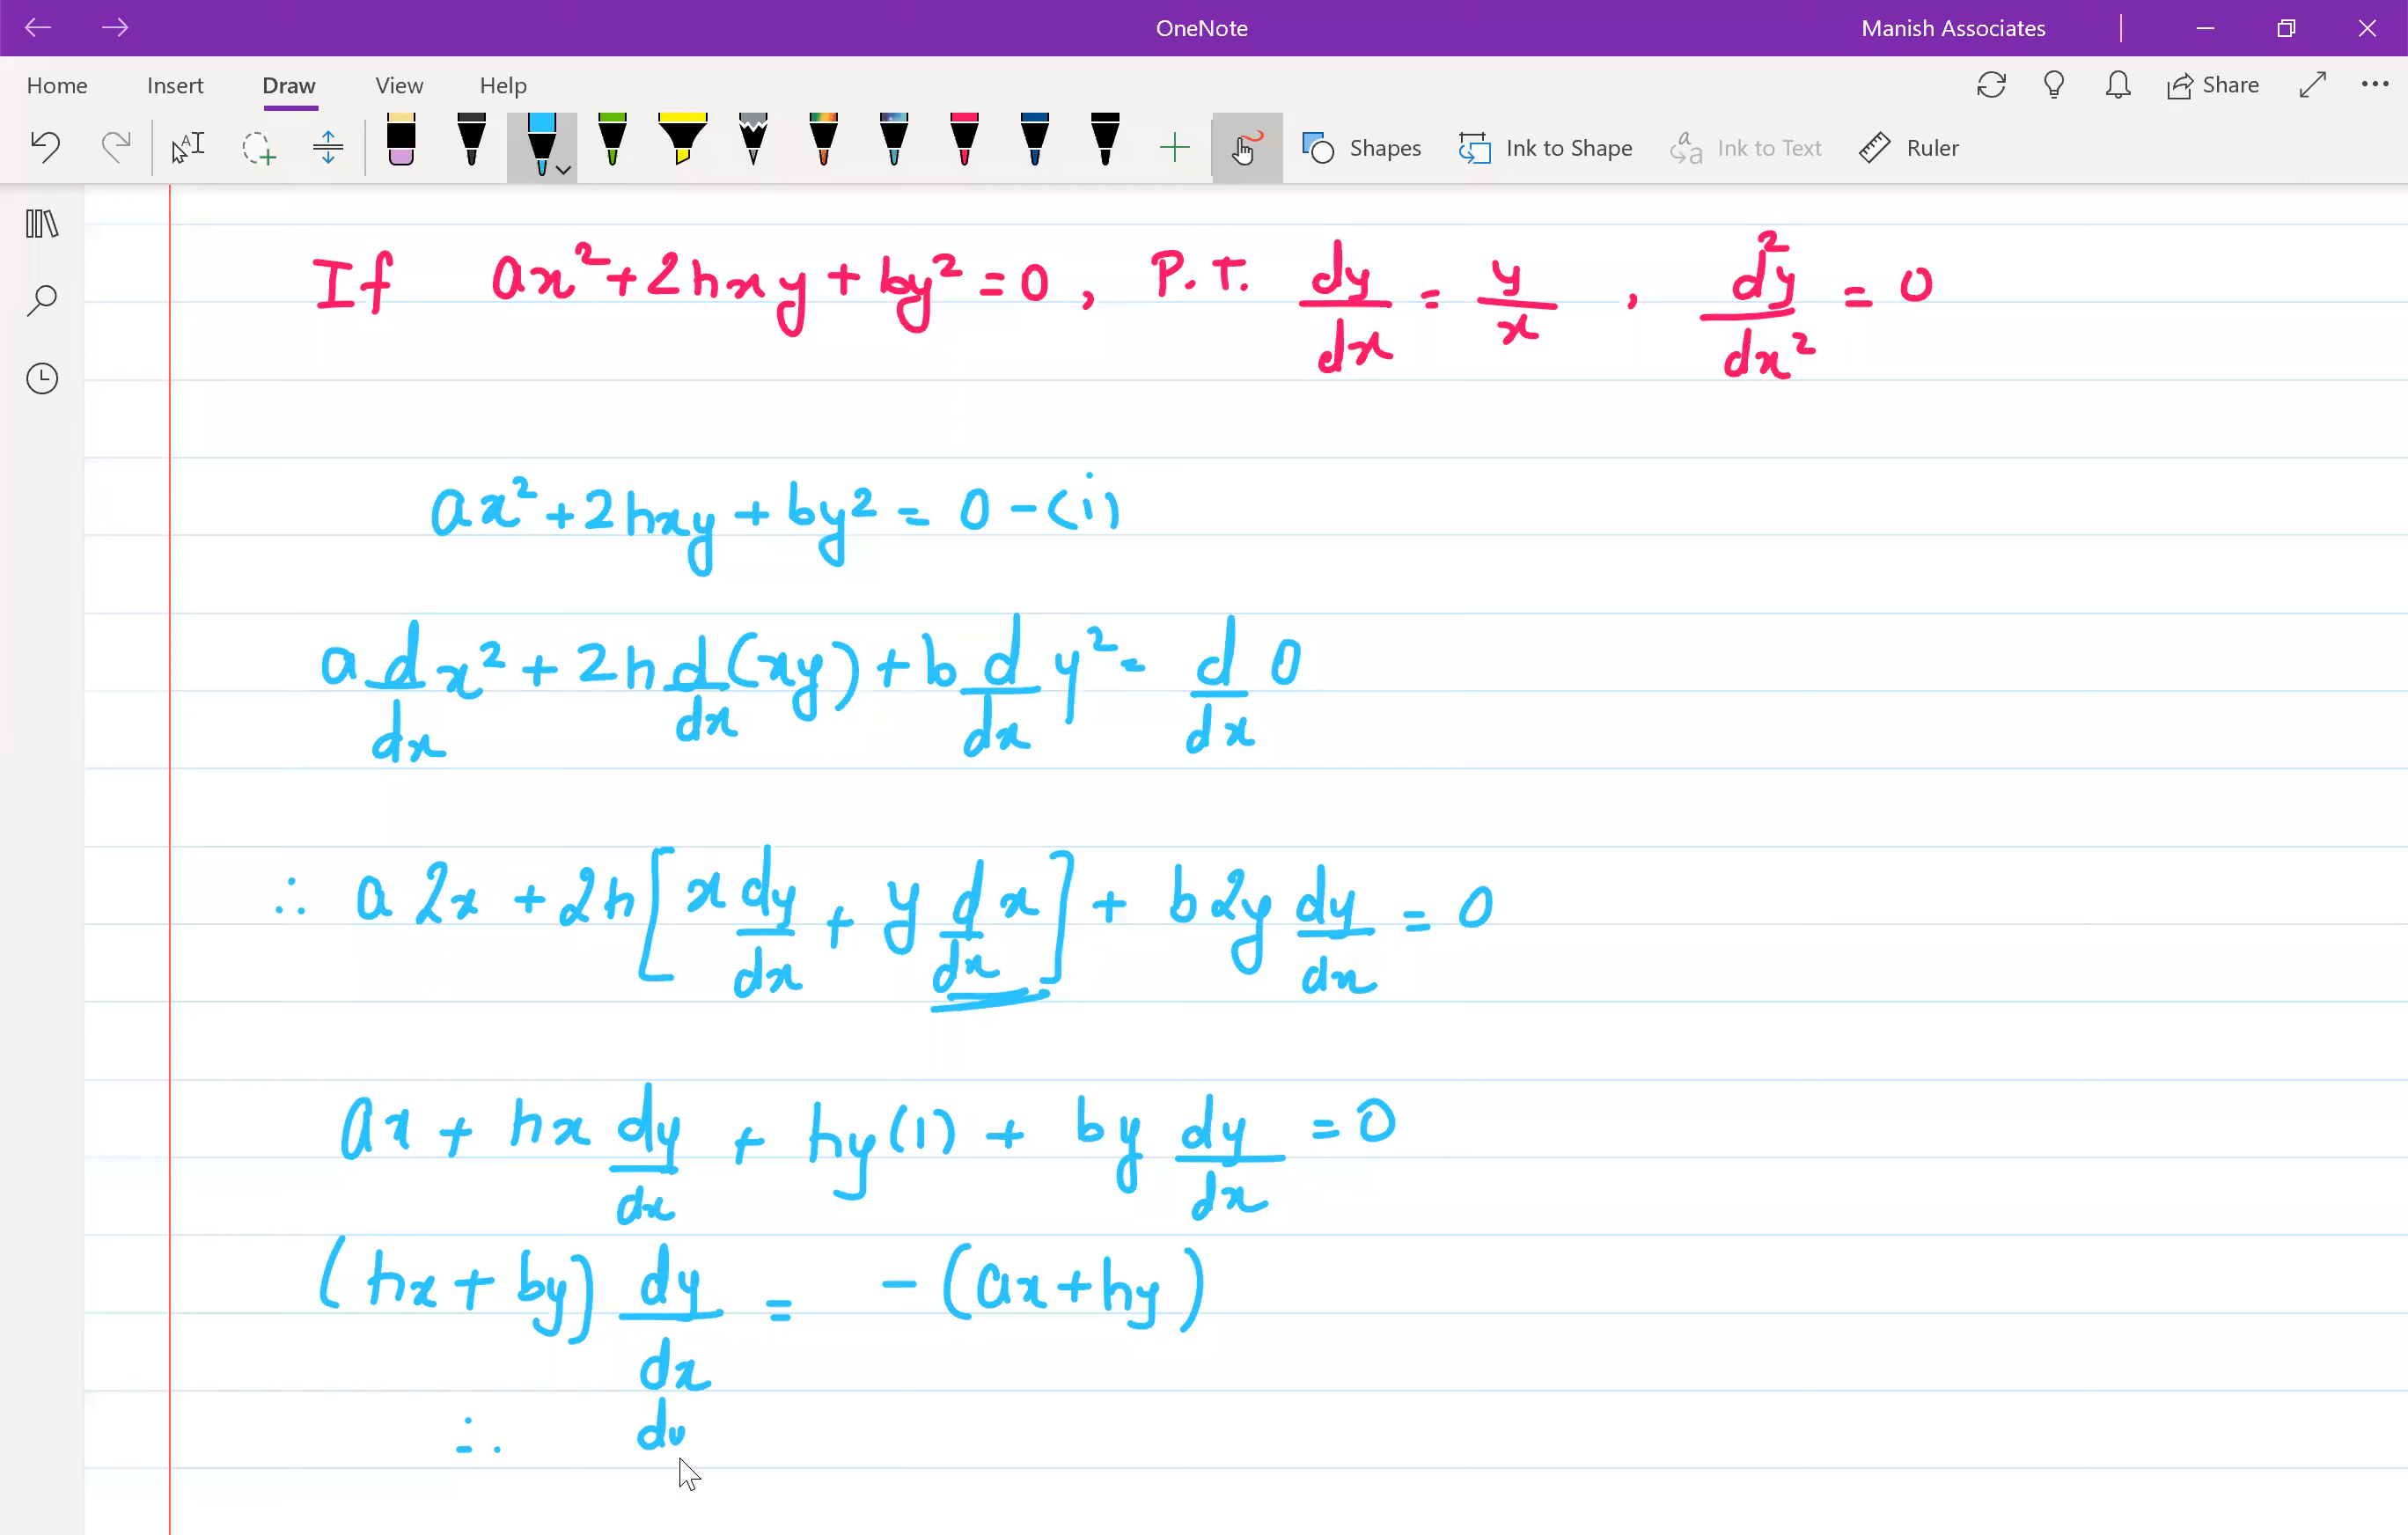 OneNote
Manish Associates
Home Insert Draw View Help
Share
Shapes Ink to Shape Ink to Text Ruler
If ax²+2hxy+by²=0, P.T. dy/dx = y/x, d²y/dx² = 0
ax²+2hxy+by²=0-(i)
a d/dx x²+2h d/dx (xy)+b d/dx y²= d/dx 0
∴ a2x+2h[x dy/dx + y d/dx x]+b2y dy/dx =0
ax+hx dy/dx + hy(1)+by dy/dx =0
(hx+by) dy/dx = -(ax+hy)
∴ dy